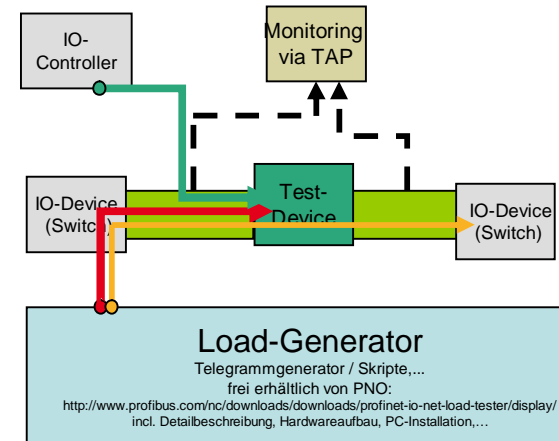 IO-
Controller
Monitoring
via TAP
IO-Device
(Switch)
Test-
Device
IO-Device
(Switch)
Load-Generator
Telegrammgenerator / Skripte,...
frei erhältlich von PNO:
http://www.profibus.com/nc/downloads/downloads/profinet-io-net-load-tester/display/
incl. Detailbeschreibung, Hardwareaufbau, PC-Installation,…